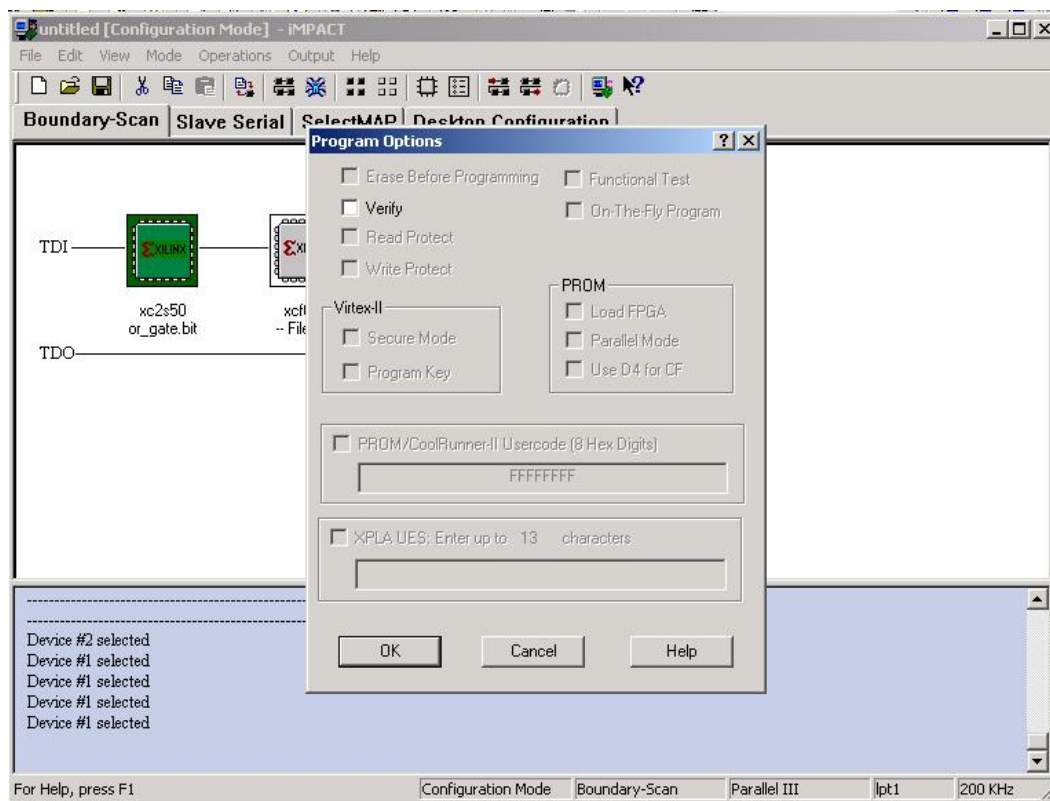 untitled [Configuration Mode] - iMPACT
File Edit View Mode Operations Output Help
Boundary-Scan Slave Serial SelectMAP Desktop Configuration
Program Options
Erase Before Programming Functional Test
Verify On-The-Fly Program
Read Protect
Write Protect
TDI
XILINX
xc2s50
or_gate.bit
-- File
TDO
Virtex-II
Secure Mode
Program Key
PROM
Load FPGA
Parallel Mode
Use D4 for CF
PROM/CoolRunner-II Usercode (8 Hex Digits)
FFFFFFFF
XPLA UES: Enter up to 13 characters
OK Cancel Help
Device #2 selected
Device #1 selected
Device #1 selected
Device #1 selected
Device #1 selected
For Help, press F1 Configuration Mode Boundary-Scan Parallel III lpt1 200 KHz